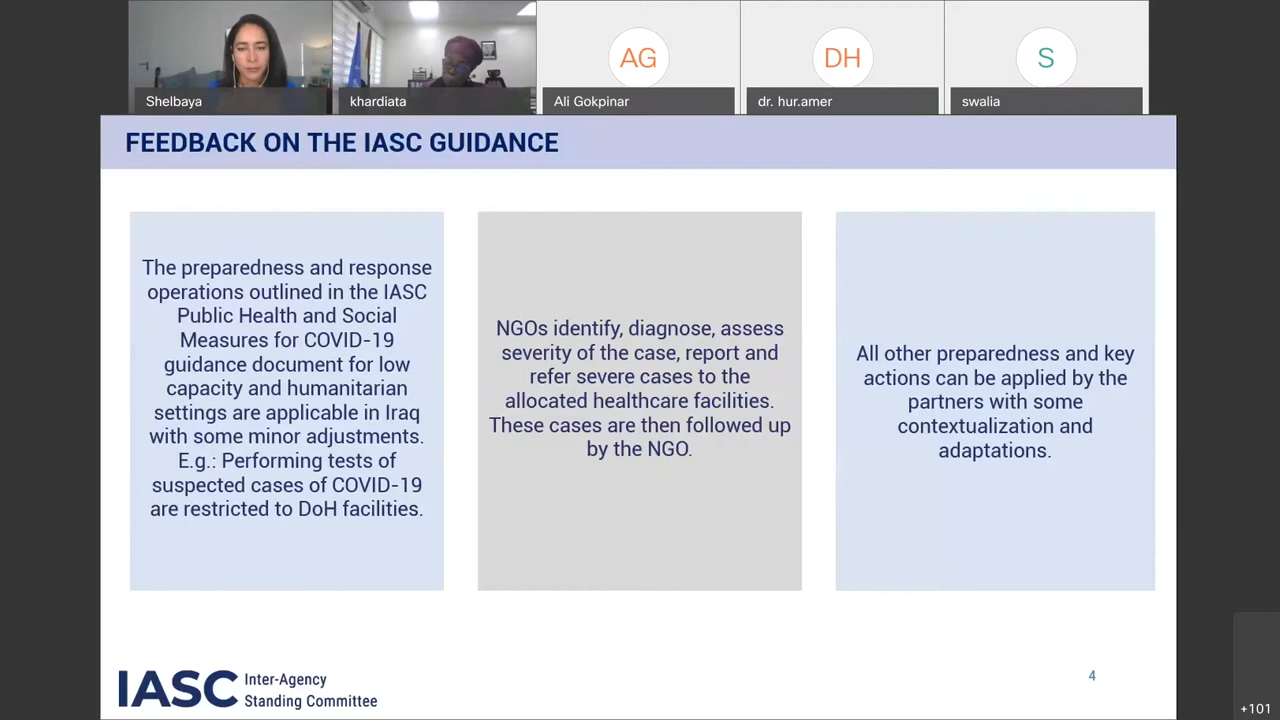 Shelbaya
khardiata
AG
Ali Gokpinar
DH
dr. hur.amer
S
swalia
FEEDBACK ON THE IASC GUIDANCE
The preparedness and response
operations outlined in the IASC
Public Health and Social
Measures for COVID-19
guidance document for low
capacity and humanitarian
settings are applicable in Iraq
with some minor adjustments.
E.g.: Performing tests of
suspected cases of COVID-19
are restricted to DoH facilities.
NGOs identify, diagnose, assess
severity of the case, report and
refer severe cases to the
allocated healthcare facilities.
These cases are then followed up
by the NGO.
All other preparedness and key
actions can be applied by the
partners with some
contextualization and
adaptations.
IASC
Inter-Agency
Standing Committee
4
+101